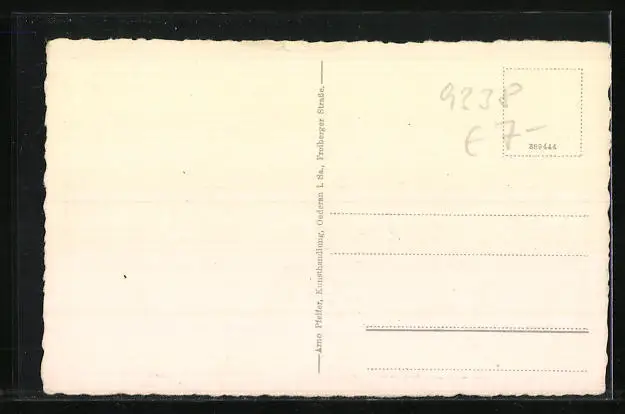 9238
€ 7-
389444
Arno Pfeifer, Kunsthandlung, Oederan i. Sa., Freiberger Straße.